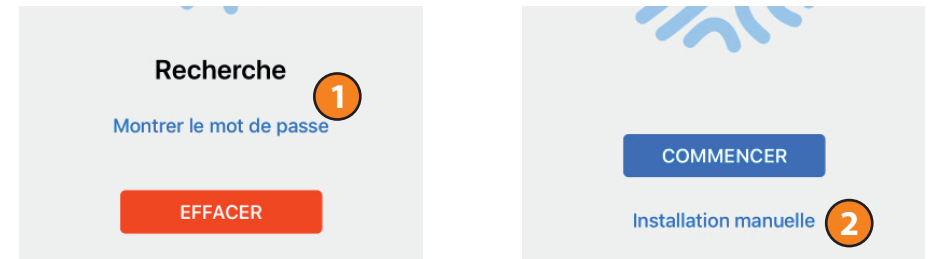 Recherche
1
Montrer le mot de passe
EFFACER
COMMENCER
Installation manuelle
2